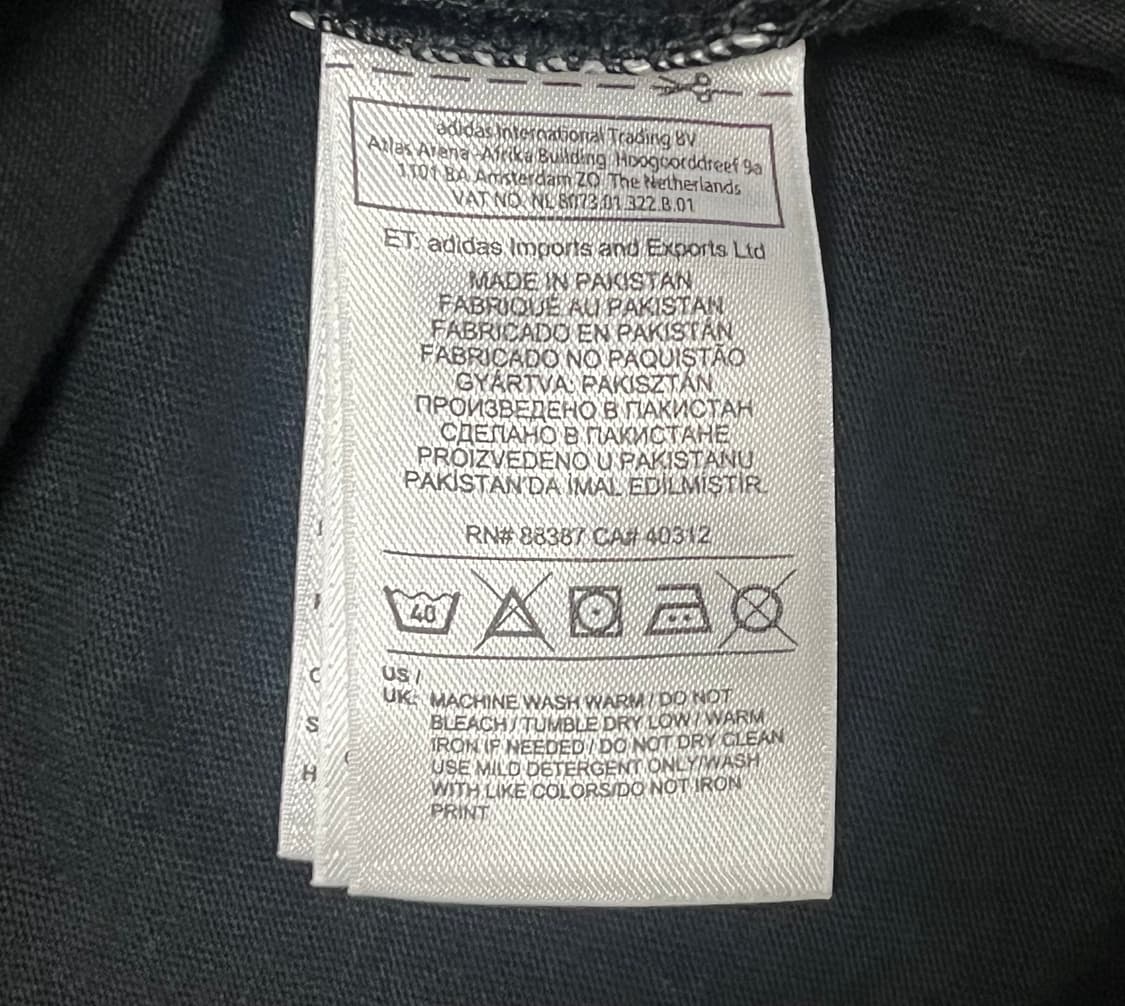 adidas International Trading BV
Atlas Arena -Afrika Building, Hoogoorddreef 9a
1101 BA Amsterdam ZO, The Netherlands
VAT NO. NL 8073.01.322.B.01
ET: adidas Imports and Exports Ltd
MADE IN PAKISTAN
FABRIQUÉ AU PAKISTAN
FABRICADO EN PAKISTÁN
FABRICADO NO PAQUISTÃO
GYÁRTVA: PAKISZTÁN
ПРОИЗВЕДЕНО В ПАКИСТАН
СДЕЛАНО В ПАКИСТАНЕ
PROIZVEDENO U PAKISTANU
PAKİSTAN'DA İMAL EDİLMİŞTİR.
RN# 88387 CA# 40312
40
US /
UK: MACHINE WASH WARM / DO NOT
BLEACH / TUMBLE DRY LOW / WARM
IRON IF NEEDED / DO NOT DRY CLEAN
USE MILD DETERGENT ONLY/WASH
WITH LIKE COLORS/DO NOT IRON
PRINT